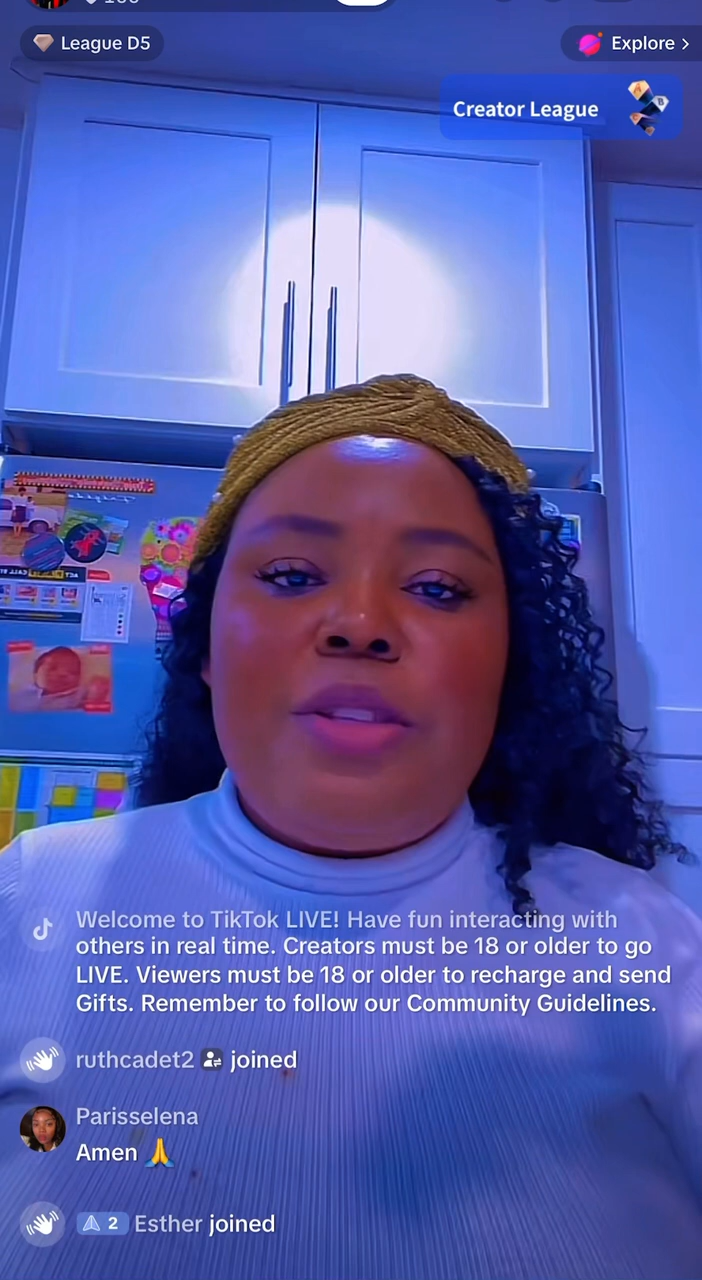 League D5
Explore >
Creator League
Welcome to TikTok LIVE! Have fun interacting with
others in real time. Creators must be 18 or older to go
LIVE. Viewers must be 18 or older to recharge and send
Gifts. Remember to follow our Community Guidelines.
ruthcadet2 joined
Parisselena
Amen 🙏
2 Esther joined